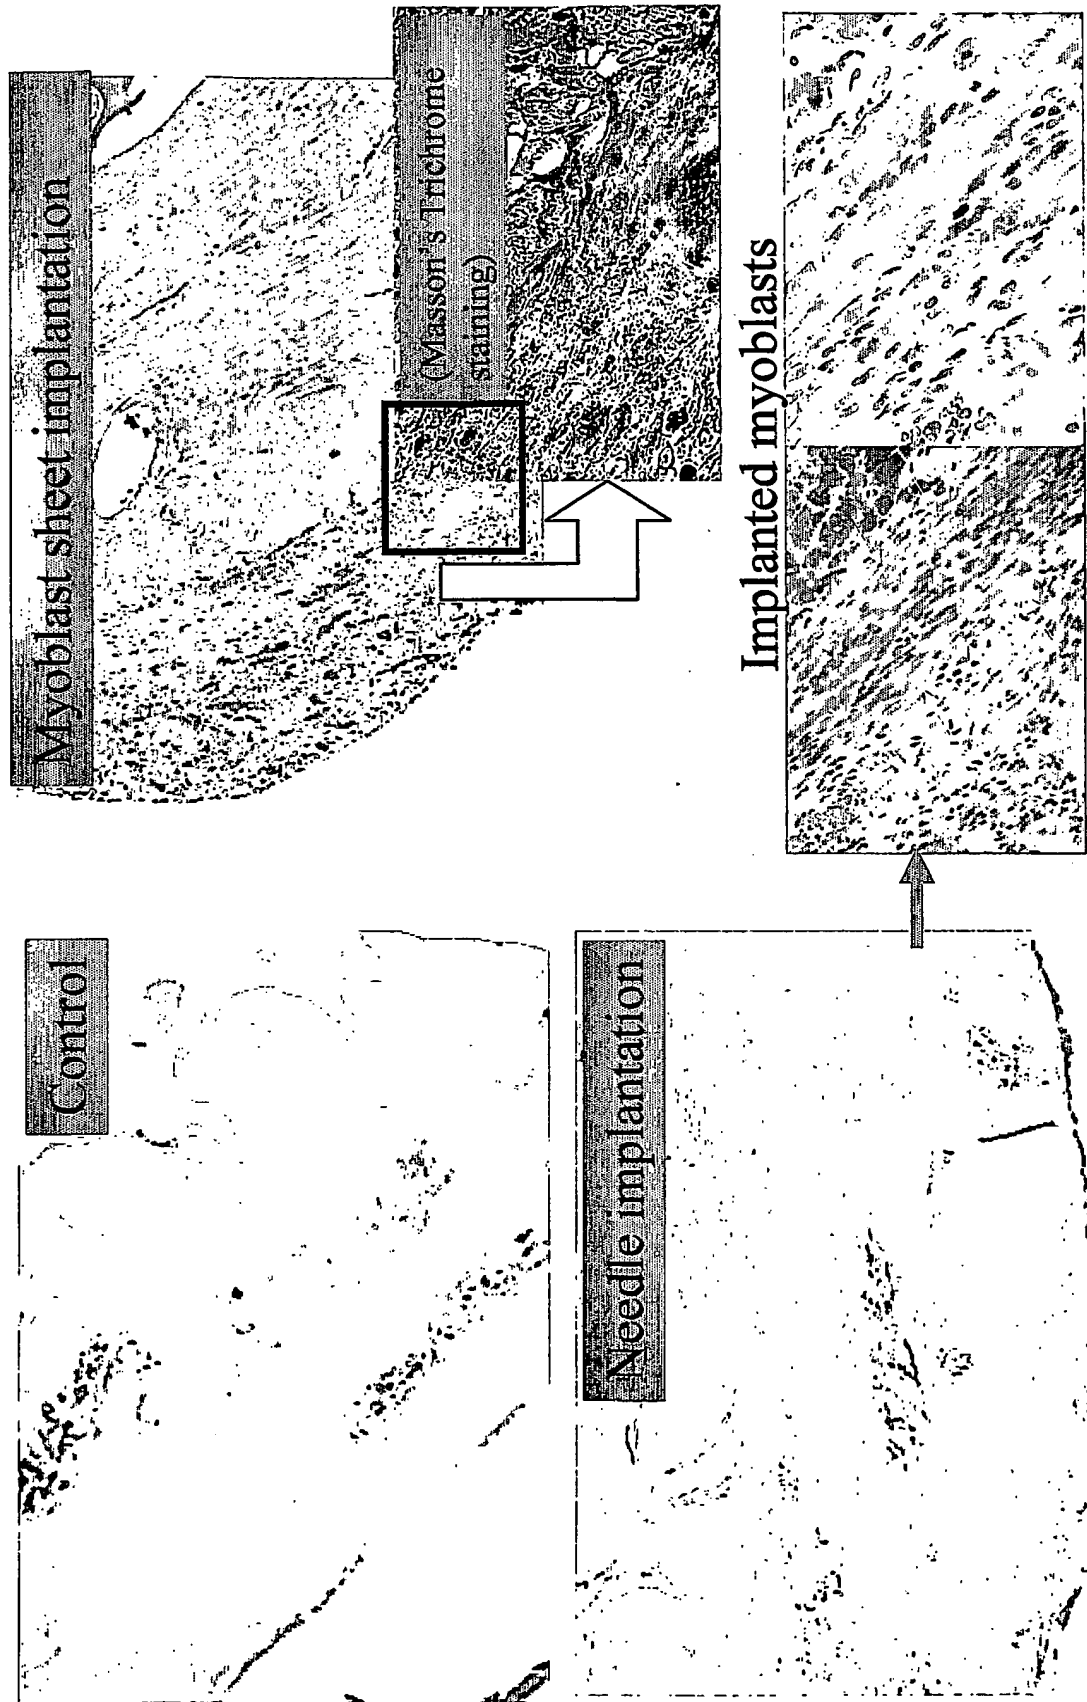 Control
Myoblast sheet implantation
(Masson's Trichrome
staining)
Needle implantation
Implanted myoblasts